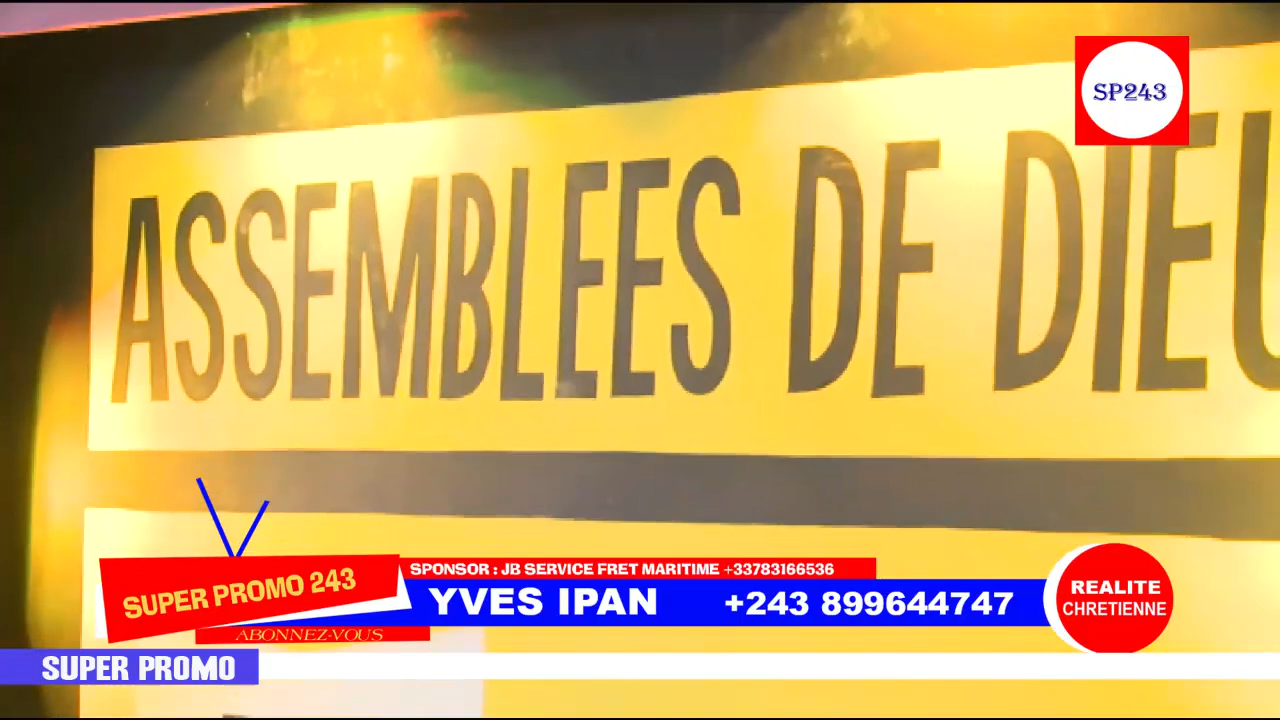 SP243
ASSEMBLEES DE DIEU
SPONSOR : JB SERVICE FRET MARITIME +33783166536
SUPER PROMO 243
YVES IPAN +243 899644747
REALITE
CHRETIENNE
ABONNEZ-VOUS
SUPER PROMO